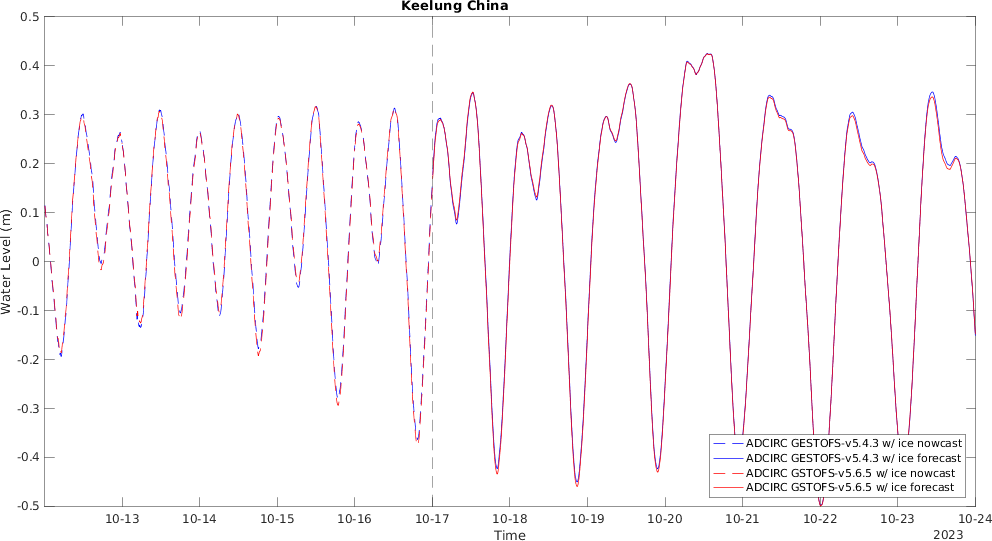 Keelung China
0.5
0.4
0.3
0.2
0.1
0
-0.1
-0.2
-0.3
-0.4
-0.5
Water Level (m)
ADCIRC GESTOFS-v5.4.3 w/ ice nowcast
ADCIRC GESTOFS-v5.4.3 w/ ice forecast
ADCIRC GSTOFS-v5.6.5 w/ ice nowcast
ADCIRC GSTOFS-v5.6.5 w/ ice forecast
10-13 10-14 10-15 10-16 10-17 10-18 10-19 10-20 10-21 10-22 10-23 10-24
Time
2023